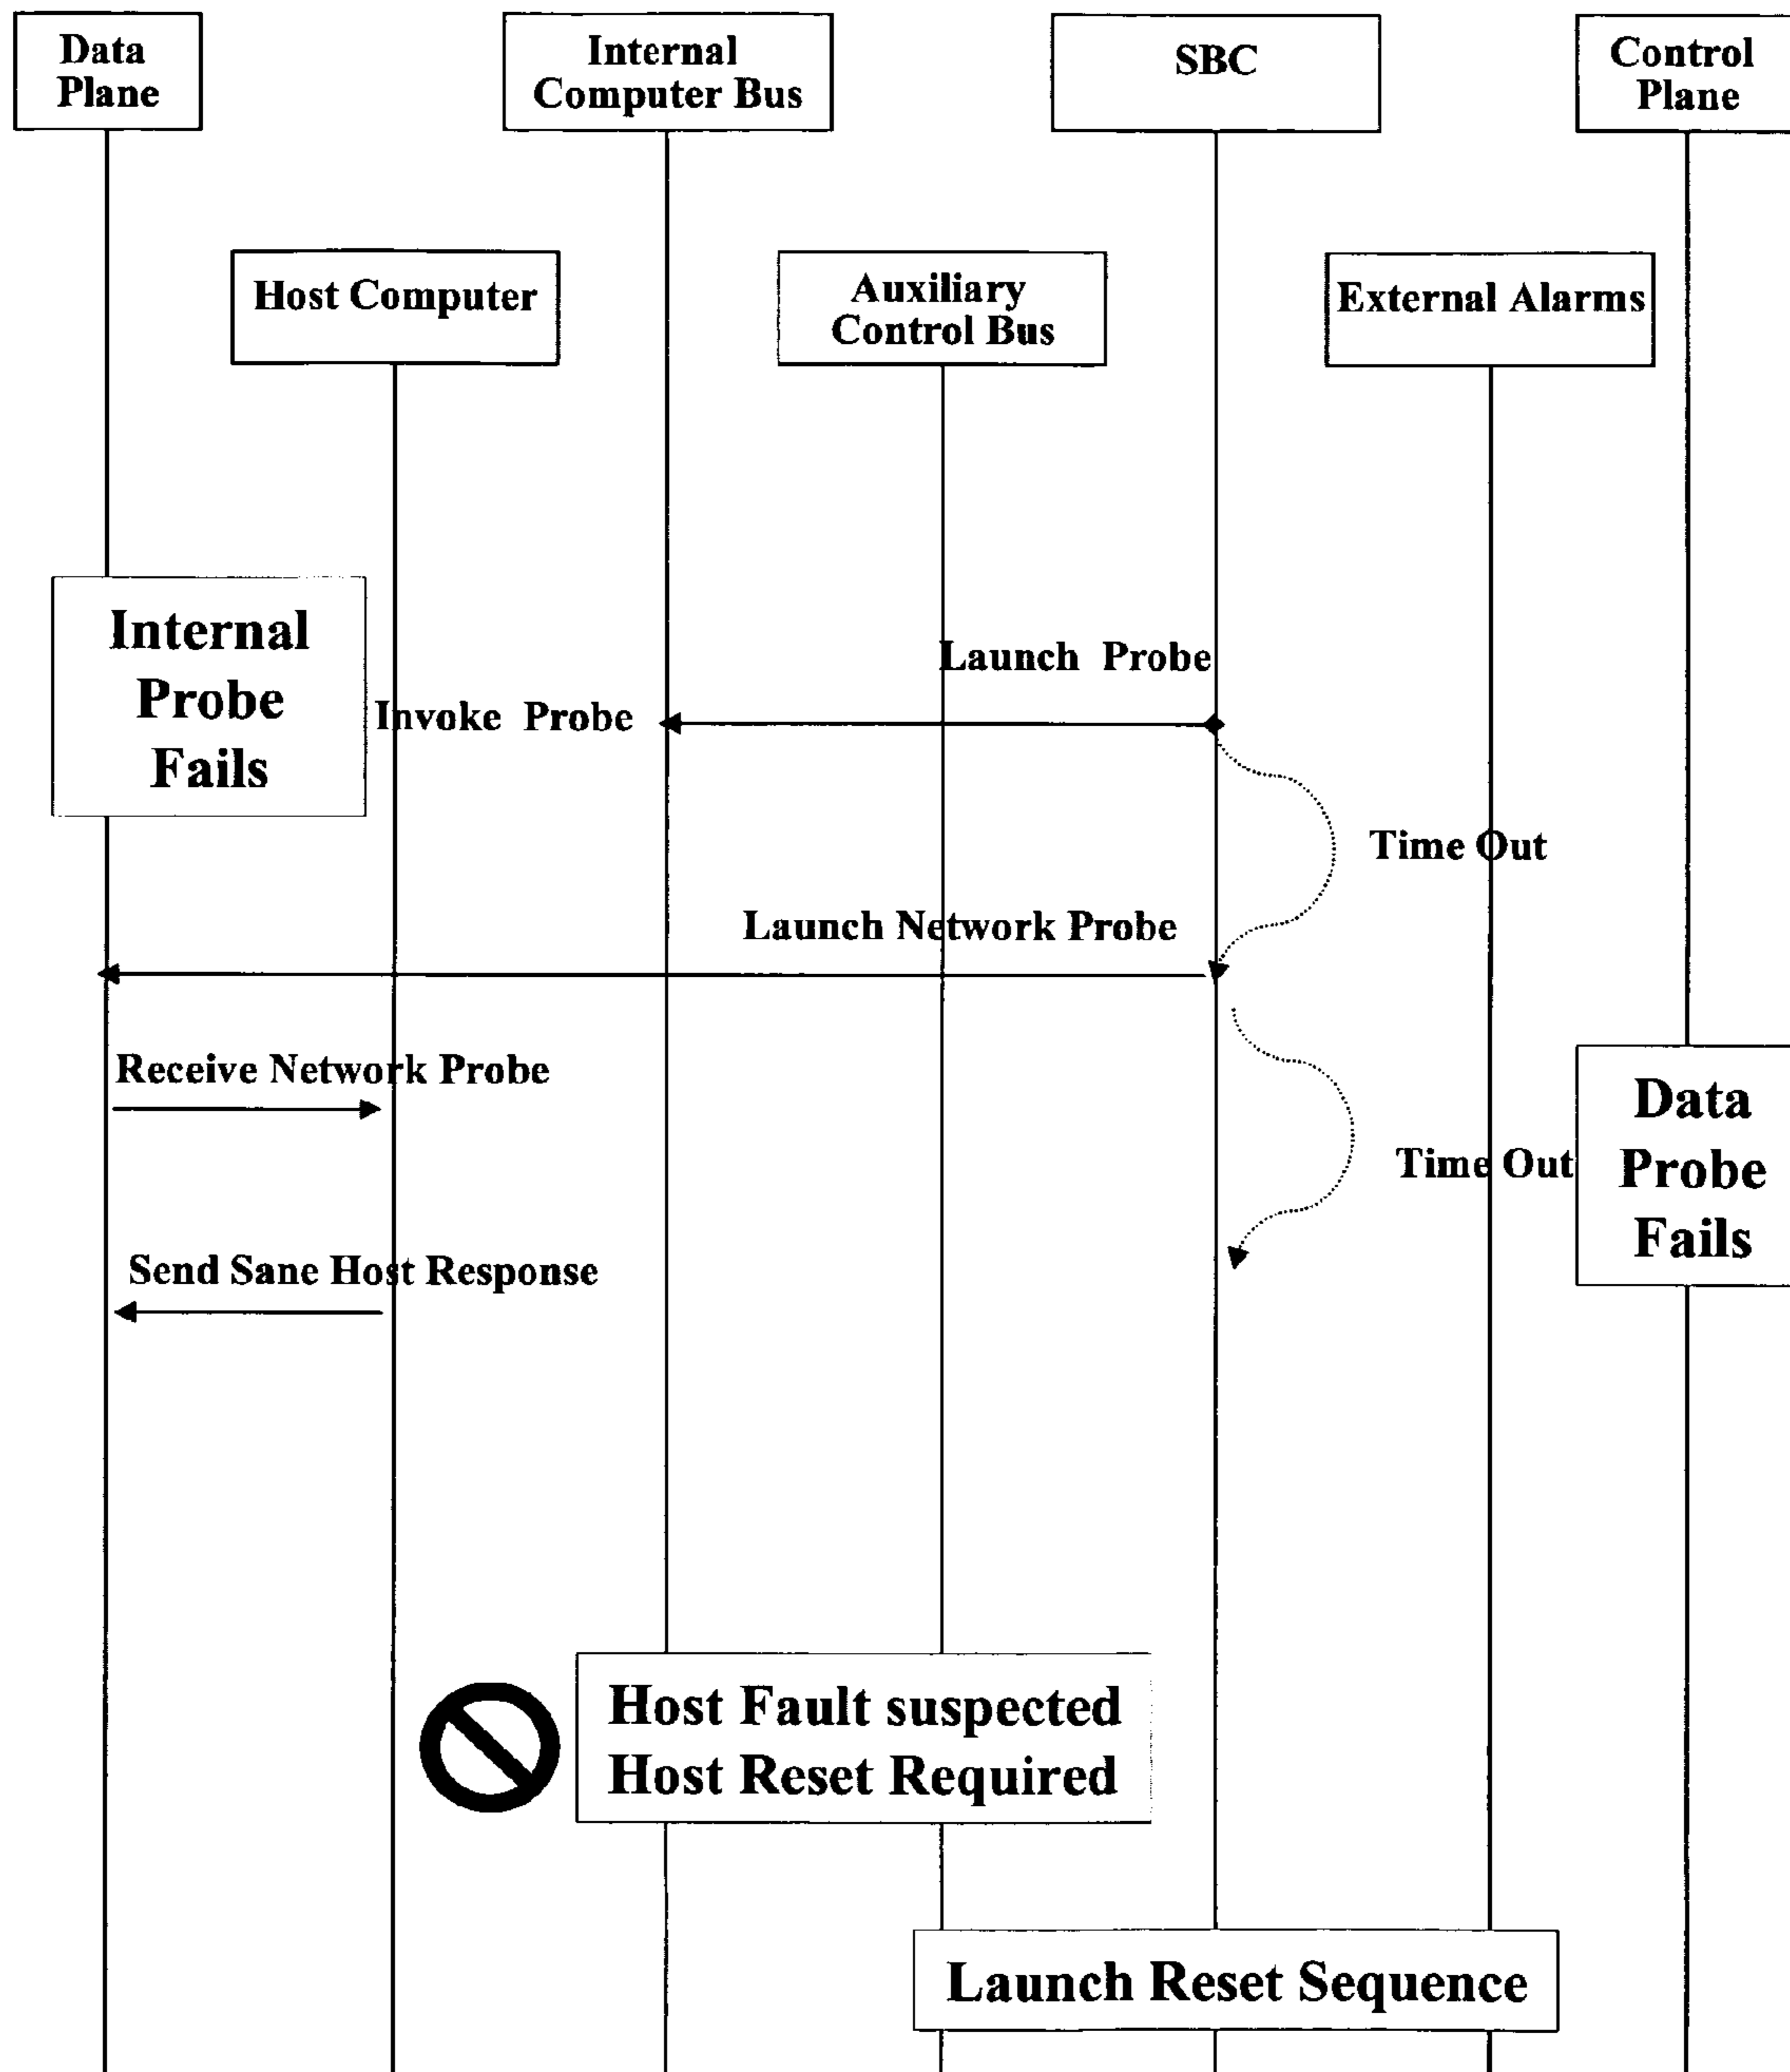 Data
Plane
Internal
Computer Bus
SBC
Control
Plane
Host Computer
Auxiliary
Control Bus
External Alarms
Internal
Probe
Fails
Launch Probe
Invoke Probe
Time Out
Launch Network Probe
Receive Network Probe
Data
Probe
Fails
Time Out
Send Sane Host Response
Host Fault suspected
Host Reset Required
Launch Reset Sequence